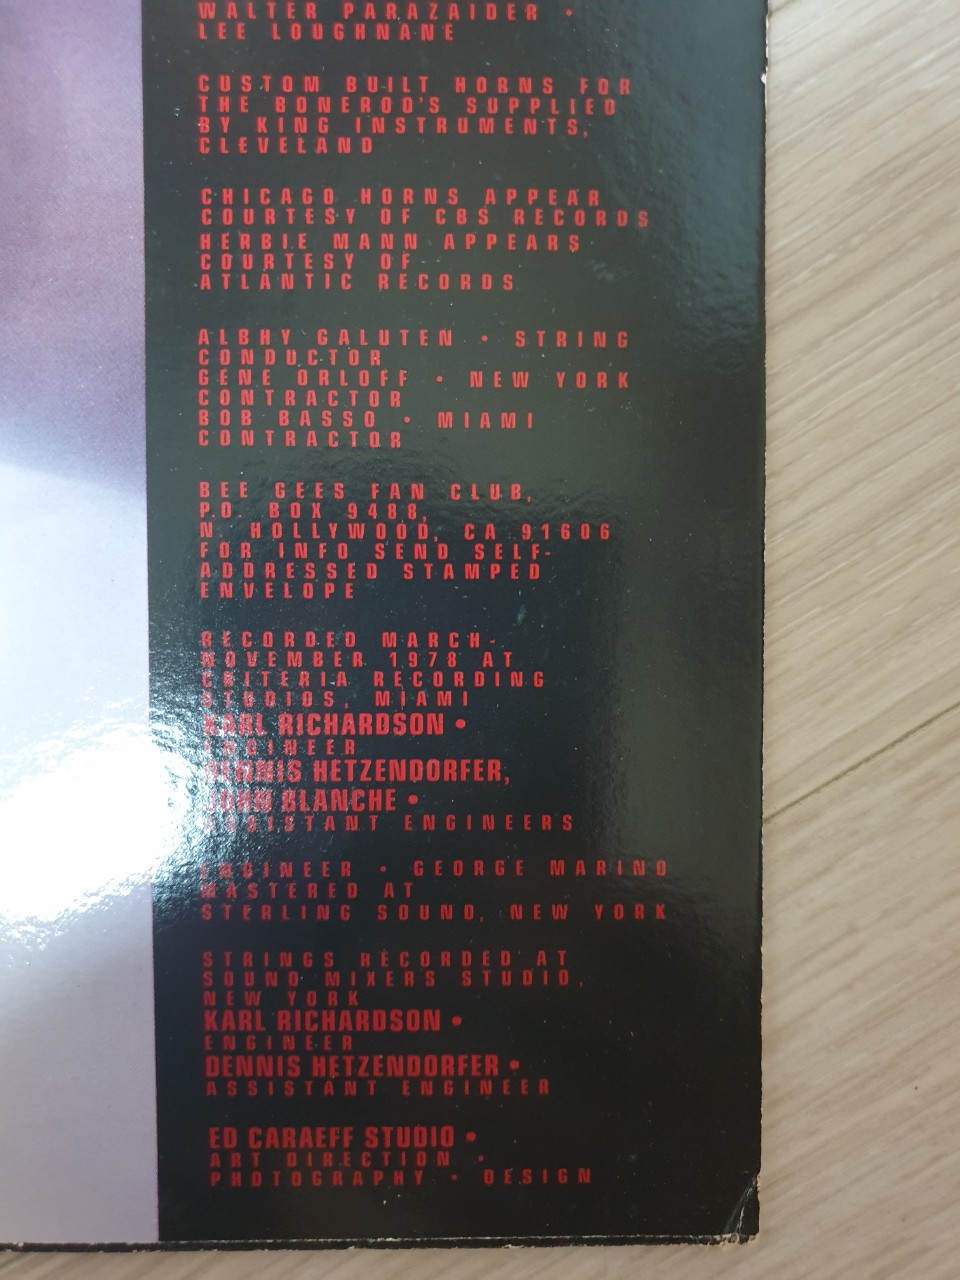 WALTER PARAZAIDER •
LEE LOUGHNANE
CUSTOM BUILT HORNS FOR
THE BONEROO'S SUPPLIED
BY KING INSTRUMENTS,
CLEVELAND
CHICAGO HORNS APPEAR
COURTESY OF CBS RECORDS
HERBIE MANN APPEARS
COURTESY OF
ATLANTIC RECORDS
ALBHY GALUTEN • STRING
CONDUCTOR
GENE ORLOFF • NEW YORK
CONTRACTOR
BOB BASSO • MIAMI
CONTRACTOR
BEE GEES FAN CLUB,
P.O. BOX 9488,
N. HOLLYWOOD, CA 91606
FOR INFO SEND SELF-
ADDRESSED STAMPED
ENVELOPE
RECORDED MARCH-
NOVEMBER 1978 AT
CRITERIA RECORDING
STUDIOS, MIAMI
KARL RICHARDSON •
ENGINEER
DENNIS HETZENDORFER,
JOHN BLANCHE •
ASSISTANT ENGINEERS
ENGINEER • GEORGE MARINO
MASTERED AT
STERLING SOUND, NEW YORK
STRINGS RECORDED AT
SOUND MIXERS STUDIO,
NEW YORK
KARL RICHARDSON •
ENGINEER
DENNIS HETZENDORFER •
ASSISTANT ENGINEER
ED CARAEFF STUDIO •
ART DIRECTION •
PHOTOGRAPHY • DESIGN